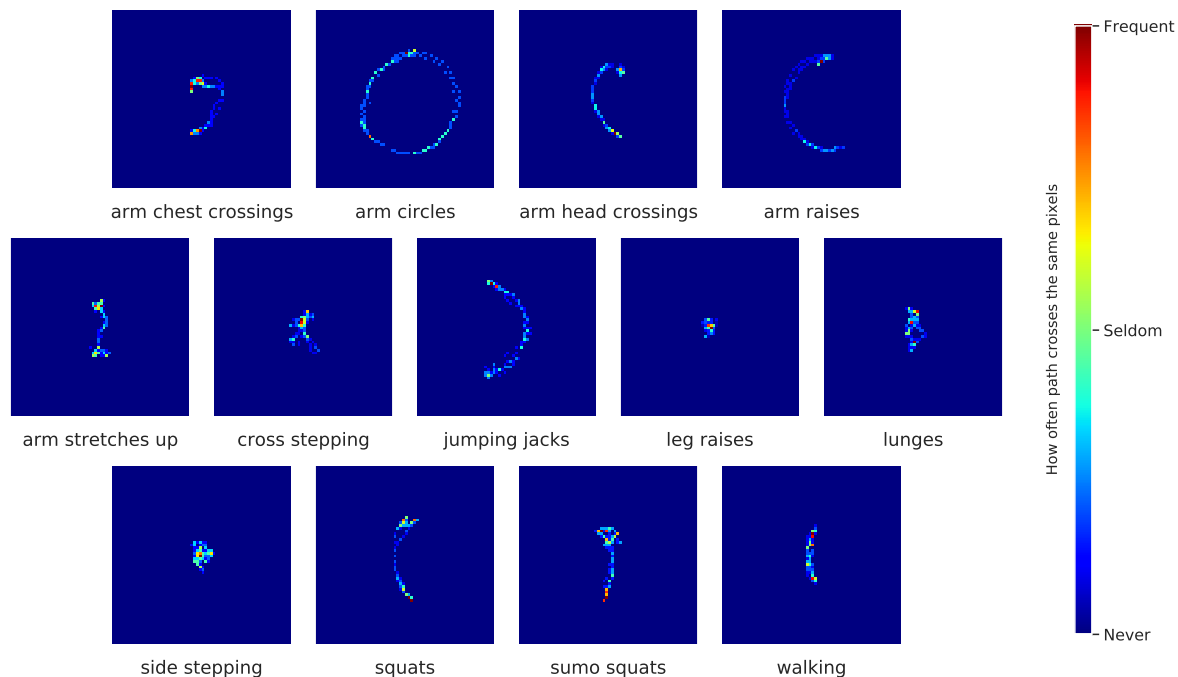 arm chest crossings
arm circles
arm head crossings
arm raises
arm stretches up
cross stepping
jumping jacks
leg raises
lunges
side stepping
squats
sumo squats
walking
Frequent
Seldom
Never
How often path crosses the same pixels